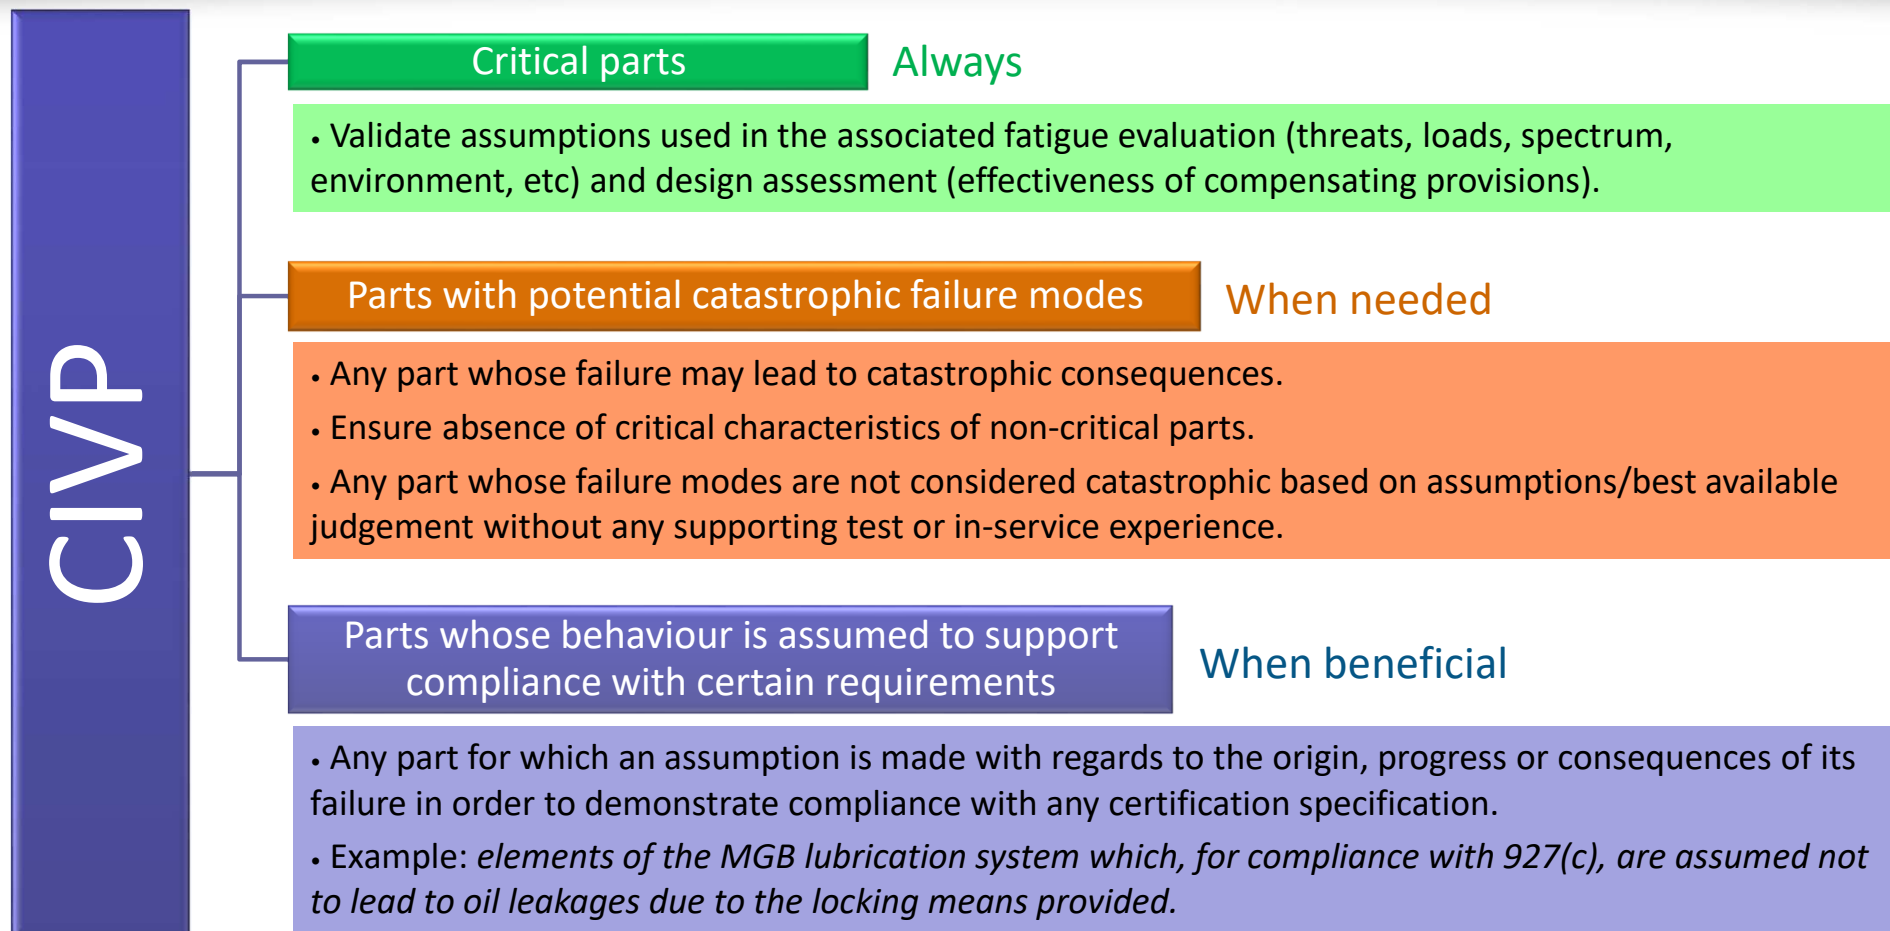 CIVP
Critical parts
Always
• Validate assumptions used in the associated fatigue evaluation (threats, loads, spectrum,
environment, etc) and design assessment (effectiveness of compensating provisions).
Parts with potential catastrophic failure modes
When needed
• Any part whose failure may lead to catastrophic consequences.
• Ensure absence of critical characteristics of non-critical parts.
• Any part whose failure modes are not considered catastrophic based on assumptions/best available
judgement without any supporting test or in-service experience.
Parts whose behaviour is assumed to support
compliance with certain requirements
When beneficial
• Any part for which an assumption is made with regards to the origin, progress or consequences of its
failure in order to demonstrate compliance with any certification specification.
• Example: elements of the MGB lubrication system which, for compliance with 927(c), are assumed not
to lead to oil leakages due to the locking means provided.